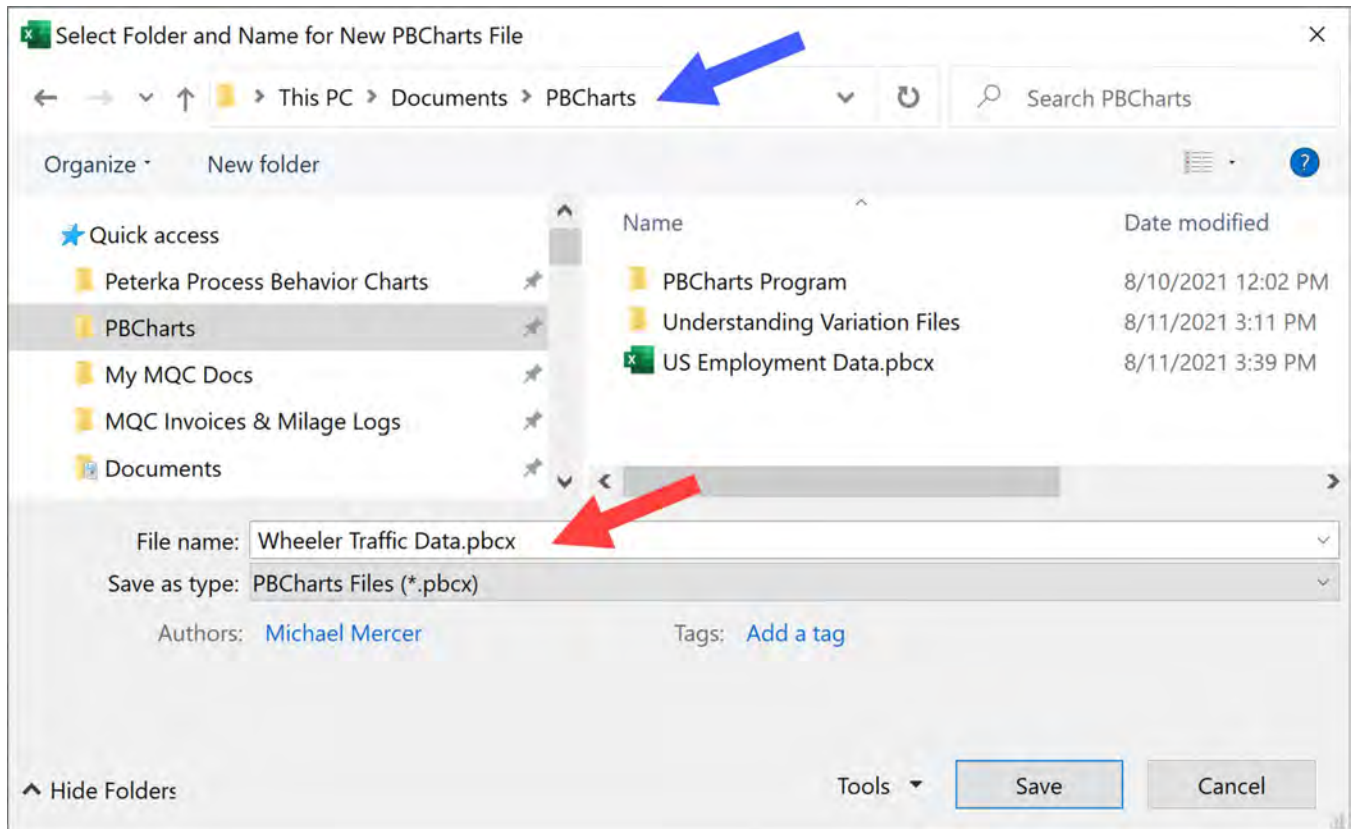 Select Folder and Name for New PBCharts File
This PC > Documents > PBCharts
Search PBCharts
Organize
New folder
?
Name
Date modified
Quick access
Peterka Process Behavior Charts
PBCharts
My MQC Docs
MQC Invoices & Milage Logs
Documents
PBCharts Program 8/10/2021 12:02 PM
Understanding Variation Files 8/11/2021 3:11 PM
US Employment Data.pbcx 8/11/2021 3:39 PM
File name: Wheeler Traffic Data.pbcx
Save as type: PBCharts Files (*.pbcx)
Authors: Michael Mercer Tags: Add a tag
Hide Folders
Tools Save Cancel